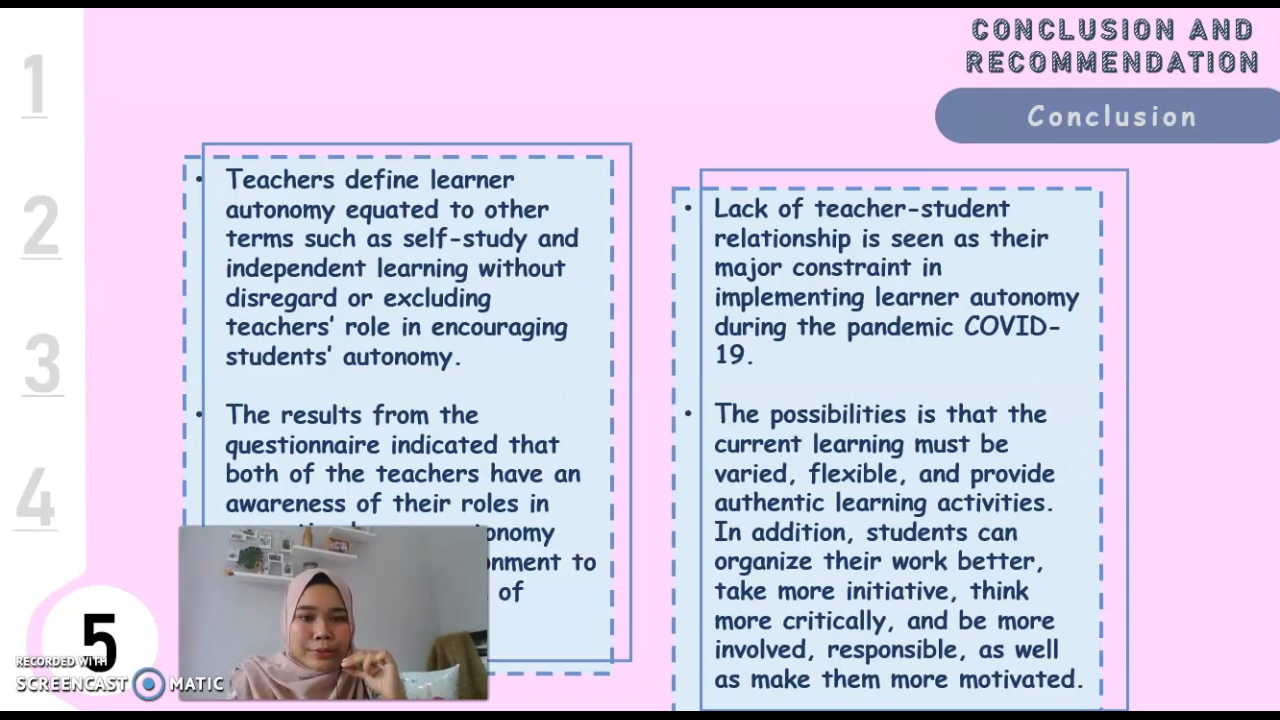 CONCLUSION AND
RECOMMENDATION
Conclusion
1
2
3
4
5
• Teachers define learner
autonomy equated to other
terms such as self-study and
independent learning without
disregard or excluding
teachers' role in encouraging
students' autonomy.
• The results from the
questionnaire indicated that
both of the teachers have an
awareness of their roles in
to
of
• Lack of teacher-student
relationship is seen as their
major constraint in
implementing learner autonomy
during the pandemic COVID-
19.
• The possibilities is that the
current learning must be
varied, flexible, and provide
authentic learning activities.
In addition, students can
organize their work better,
take more initiative, think
more critically, and be more
involved, responsible, as well
as make them more motivated.
RECORDED WITH
SCREENCAST MATIC